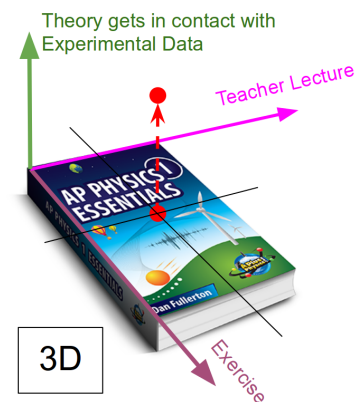 Theory gets in contact with
Experimental Data
Teacher Lecture
AP PHYSICS 1
ESSENTIALS
AP PHYSICS 1 ESSENTIALS
Dan Fullerton
3D
Exercise